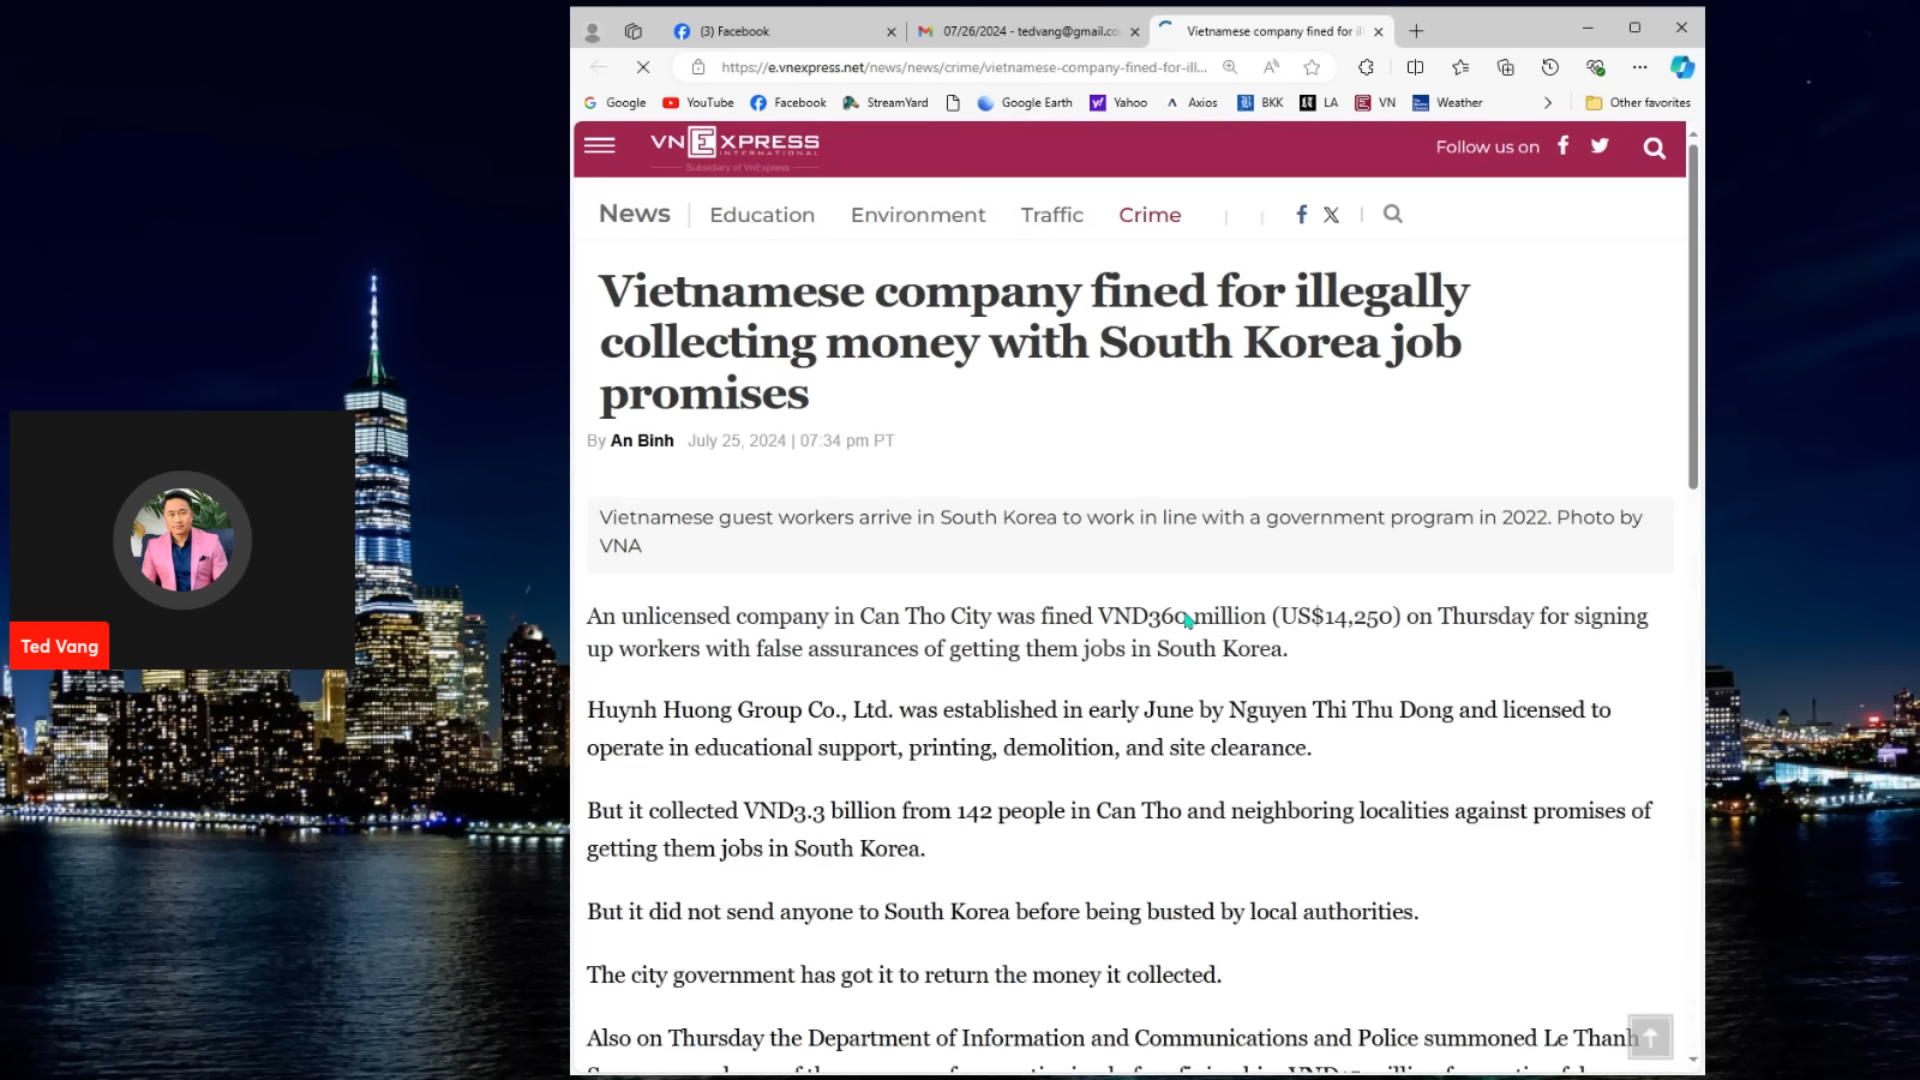 (3) Facebook
07/26/2024 - tedvang@gmail.co
Vietnamese company fined for ill
https://e.vnexpress.net/news/news/crime/vietnamese-company-fined-for-ill...
Google
YouTube
Facebook
StreamYard
Google Earth
Yahoo
Axios
BKK
LA
VN
Weather
Other favorites
VNEXPRESS
INTERNATIONAL
Subsidiary of VnExpress
Follow us on
News
Education
Environment
Traffic
Crime
Vietnamese company fined for illegally
collecting money with South Korea job
promises
By An Binh July 25, 2024 | 07:34 pm PT
Vietnamese guest workers arrive in South Korea to work in line with a government program in 2022. Photo by
VNA
An unlicensed company in Can Tho City was fined VND360 million (US$14,250) on Thursday for signing
up workers with false assurances of getting them jobs in South Korea.
Huynh Huong Group Co., Ltd. was established in early June by Nguyen Thi Thu Dong and licensed to
operate in educational support, printing, demolition, and site clearance.
But it collected VND3.3 billion from 142 people in Can Tho and neighboring localities against promises of
getting them jobs in South Korea.
But it did not send anyone to South Korea before being busted by local authorities.
The city government has got it to return the money it collected.
Also on Thursday the Department of Information and Communications and Police summoned Le Thanh
Ted Vang